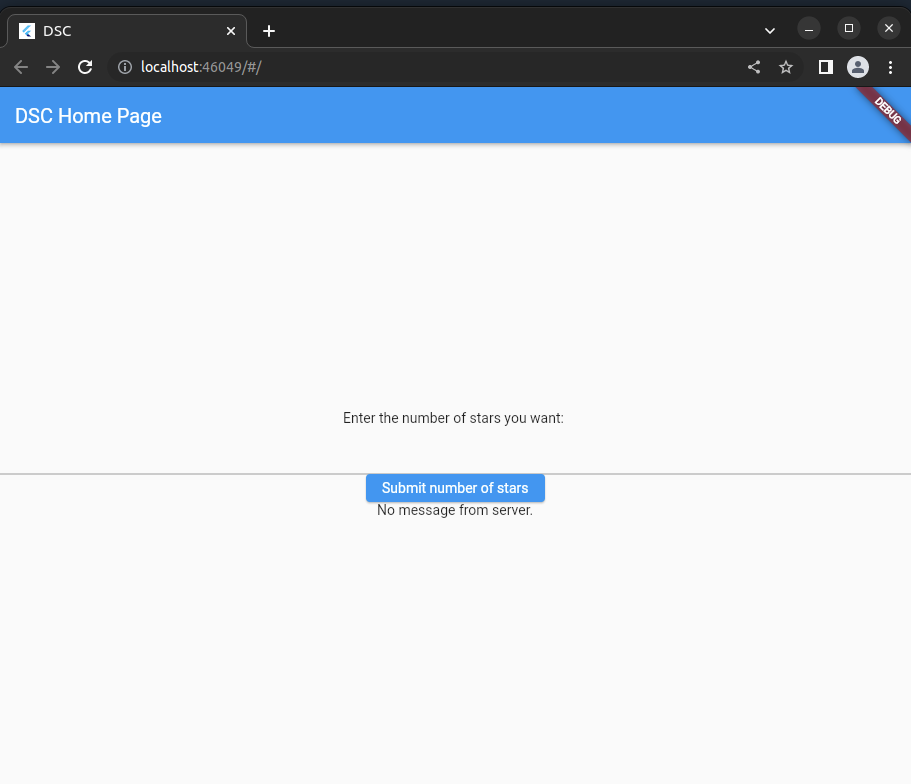 DSC
localhost:46049/#/
DSC Home Page
DEBUG
Enter the number of stars you want:
Submit number of stars
No message from server.